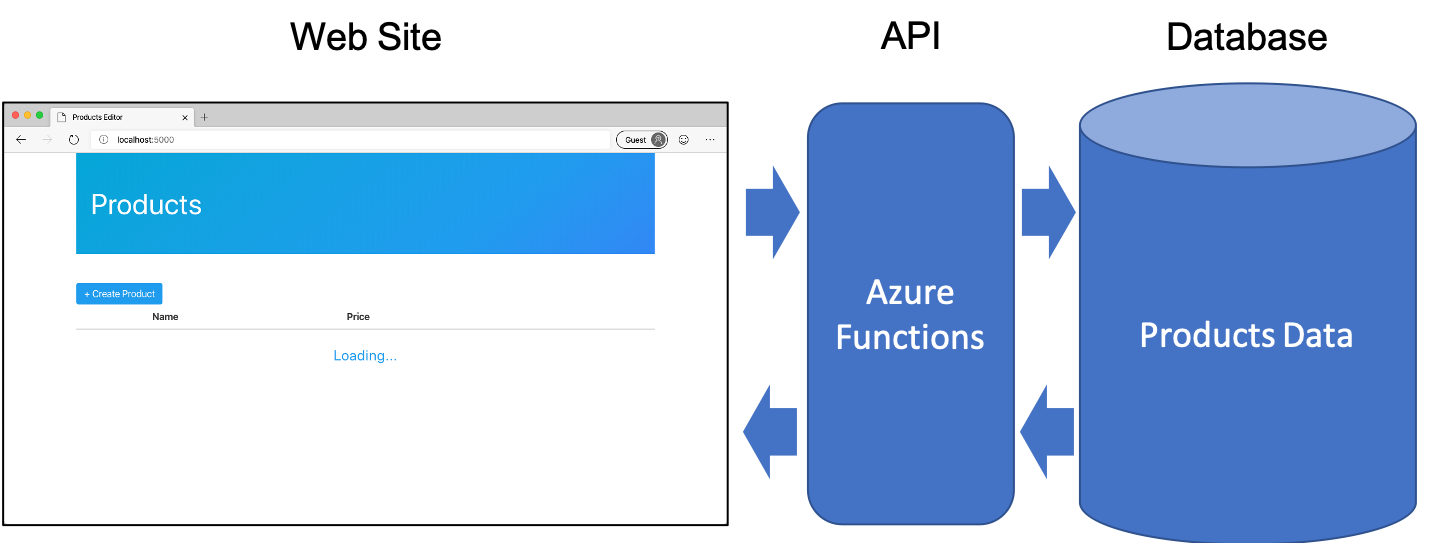 Web Site
API
Database
Products Editor
localhost:5000
Guest
Products
+ Create Product
Name
Price
Loading...
Azure
Functions
Products Data